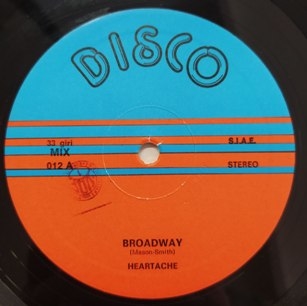 DISCO
33 giri
MIX
012 A
S.I.A.E.
STEREO
BROADWAY
(Mason-Smith)
HEARTACHE